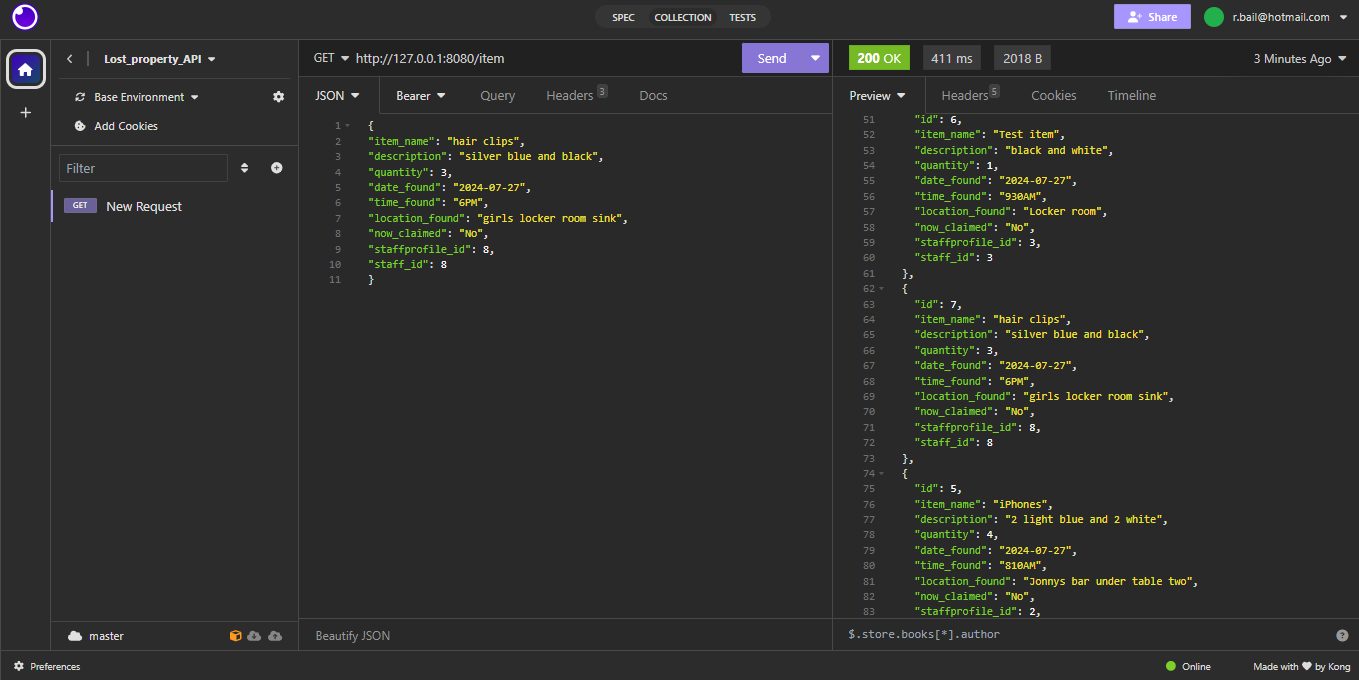 SPEC COLLECTION TESTS
Share
r.bail@hotmail.com
Lost_property_API
Base Environment
Add Cookies
Filter
GET New Request
master
GET http://127.0.0.1:8080/item Send
JSON Bearer Query Headers 3 Docs
1 {
2 "item_name": "hair clips",
3 "description": "silver blue and black",
4 "quantity": 3,
5 "date_found": "2024-07-27",
6 "time_found": "6PM",
7 "location_found": "girls locker room sink",
8 "now_claimed": "No",
9 "staffprofile_id": 8,
10 "staff_id": 8
11 }
Beautify JSON
200 OK 411 ms 2018 B 3 Minutes Ago
Preview Headers 5 Cookies Timeline
51 "id": 6,
52 "item_name": "Test item",
53 "description": "black and white",
54 "quantity": 1,
55 "date_found": "2024-07-27",
56 "time_found": "930AM",
57 "location_found": "Locker room",
58 "now_claimed": "No",
59 "staffprofile_id": 3,
60 "staff_id": 3
61 },
62 {
63 "id": 7,
64 "item_name": "hair clips",
65 "description": "silver blue and black",
66 "quantity": 3,
67 "date_found": "2024-07-27",
68 "time_found": "6PM",
69 "location_found": "girls locker room sink",
70 "now_claimed": "No",
71 "staffprofile_id": 8,
72 "staff_id": 8
73 },
74 {
75 "id": 5,
76 "item_name": "iPhones",
77 "description": "2 light blue and 2 white",
78 "quantity": 4,
79 "date_found": "2024-07-27",
80 "time_found": "810AM",
81 "location_found": "Jonnys bar under table two",
82 "now_claimed": "No",
83 "staffprofile_id": 2,
$.store.books[*].author
Preferences
Online
Made with ♥ by Kong